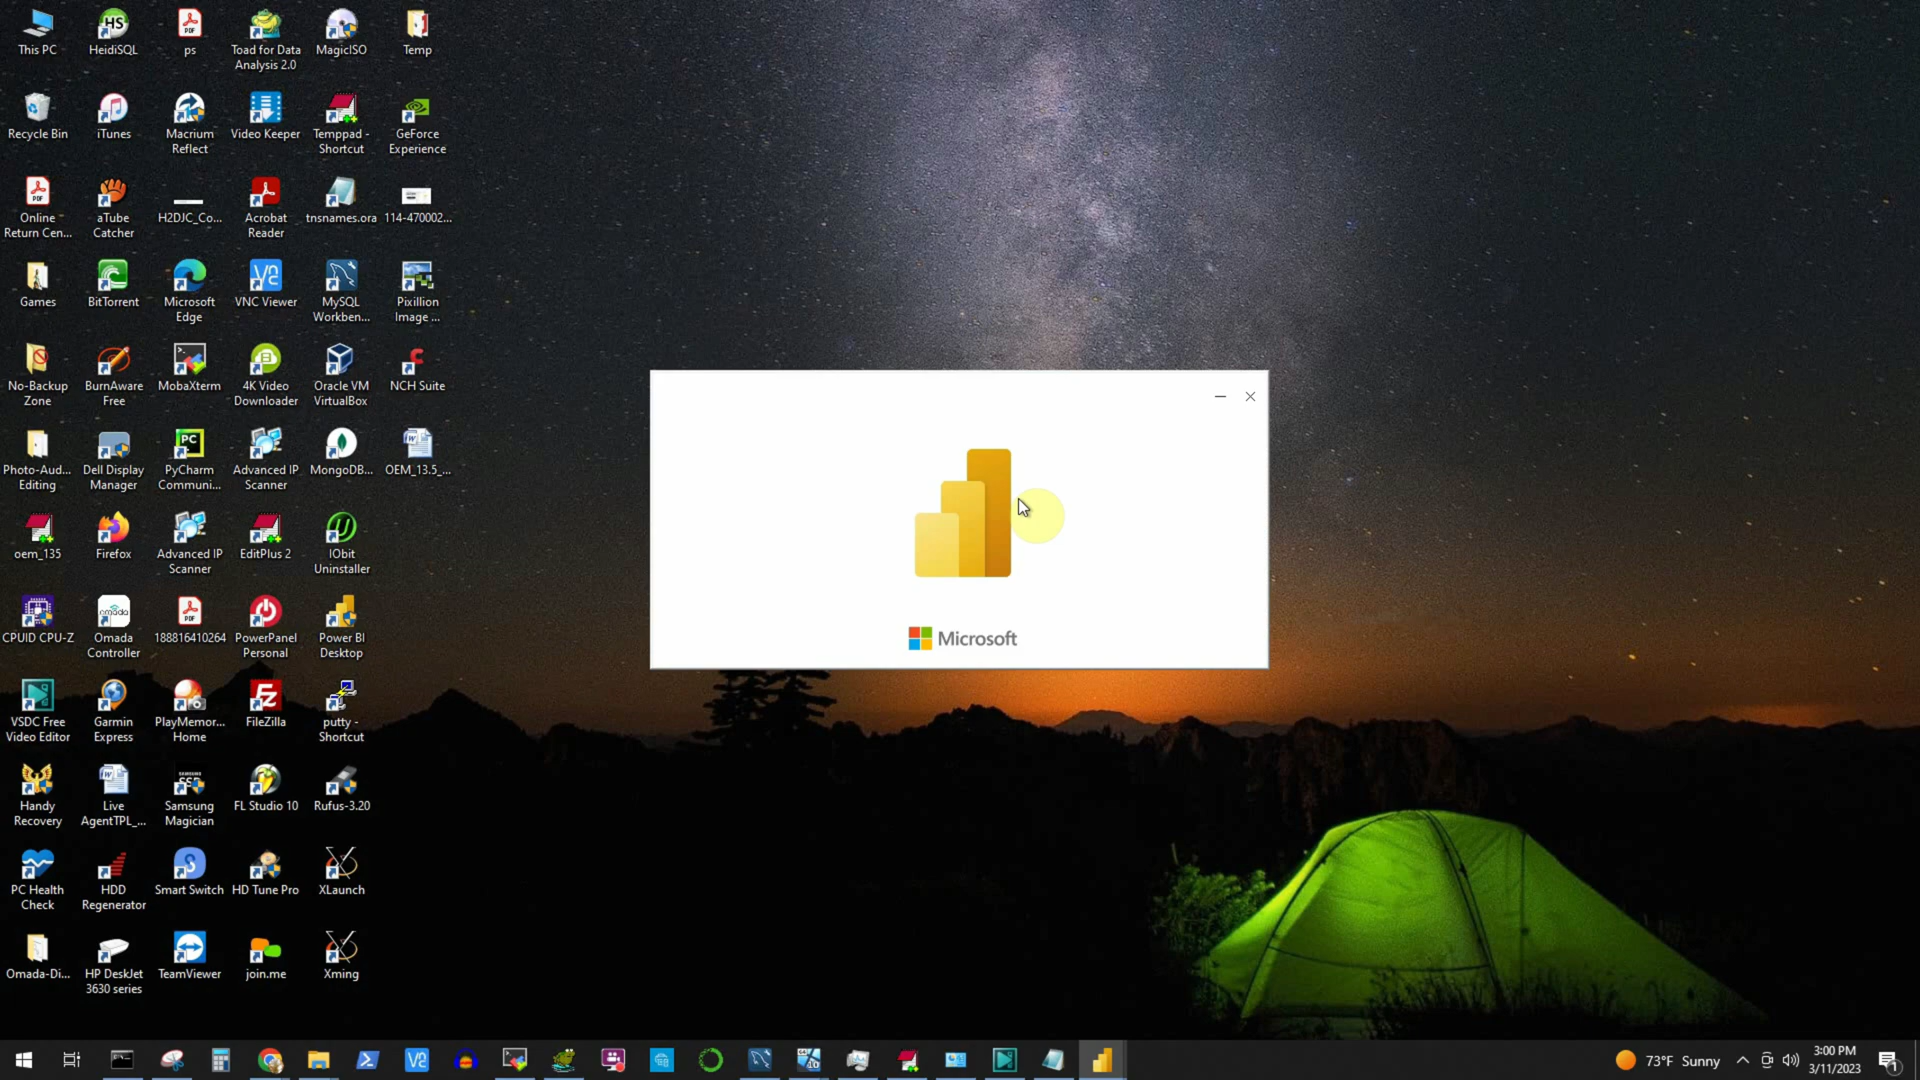 This PC
HeidiSQL
ps
Toad for Data
Analysis 2.0
MagicISO
Temp
Recycle Bin
iTunes
Macrium
Reflect
Video Keeper
Temppad -
Shortcut
GeForce
Experience
Online
Return Cen...
aTube
Catcher
H2DJC_Co...
Acrobat
Reader
tnsnames.ora
114-470002...
Games
BitTorrent
Microsoft
Edge
VNC Viewer
MySQL
Workben...
Pixillion
Image ...
No-Backup
Zone
BurnAware
Free
MobaXterm
4K Video
Downloader
Oracle VM
VirtualBox
NCH Suite
Photo-Aud...
Editing
Dell Display
Manager
PyCharm
Communi...
Advanced IP
Scanner
MongoDB...
OEM_13.5_...
oem_135
Firefox
Advanced IP
Scanner
EditPlus 2
IObit
Uninstaller
CPUID CPU-Z
Omada
Controller
188816410264
PowerPanel
Personal
Power BI
Desktop
VSDC Free
Video Editor
Garmin
Express
PlayMemor...
Home
FileZilla
putty -
Shortcut
Handy
Recovery
Live
AgentTPL_...
Samsung
Magician
FL Studio 10
Rufus-3.20
PC Health
Check
HDD
Regenerator
Smart Switch
HD Tune Pro
XLaunch
Omada-Di...
HP DeskJet
3630 series
TeamViewer
join.me
Xming
Microsoft
73°F Sunny
3:00 PM
3/11/2023